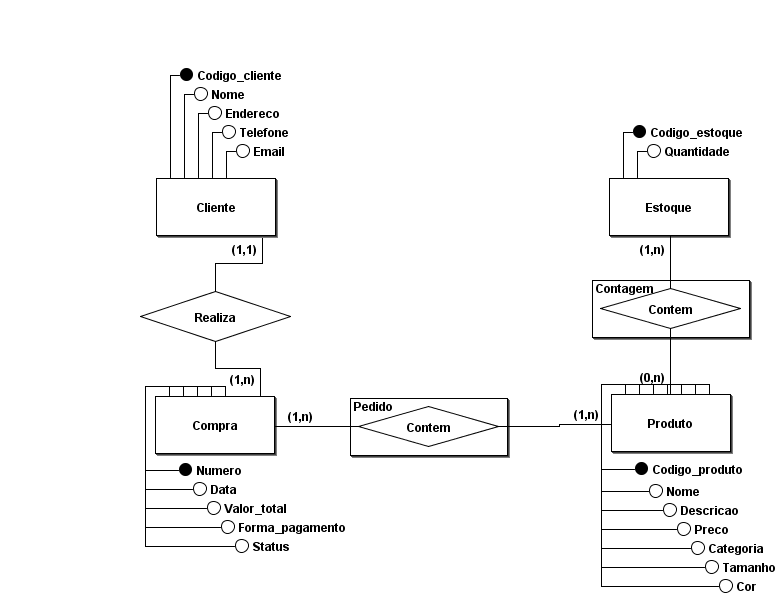 Codigo_cliente
Nome
Endereco
Telefone
Email
Cliente
(1,1)
Realiza
(1,n)
Compra
Numero
Data
Valor_total
Forma_pagamento
Status
(1,n)
Pedido
Contem
(1,n)
Codigo_estoque
Quantidade
Estoque
(1,n)
Contagem
Contem
(0,n)
Produto
Codigo_produto
Nome
Descricao
Preco
Categoria
Tamanho
Cor